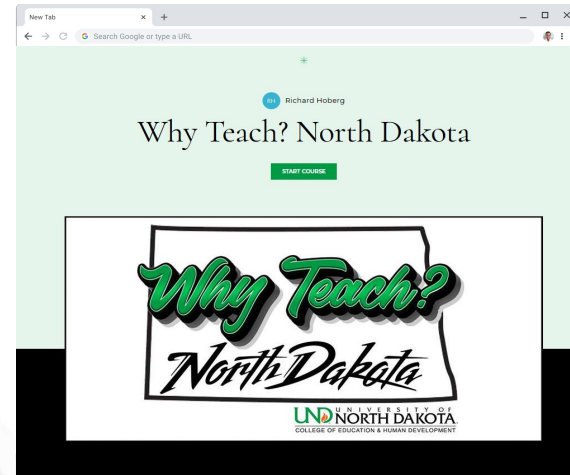 New Tab
G Search Google or type a URL
RH Richard Hoberg
Why Teach? North Dakota
START COURSE
Why Teach?
North Dakota
UND UNIVERSITY OF
NORTH DAKOTA
COLLEGE OF EDUCATION & HUMAN DEVELOPMENT